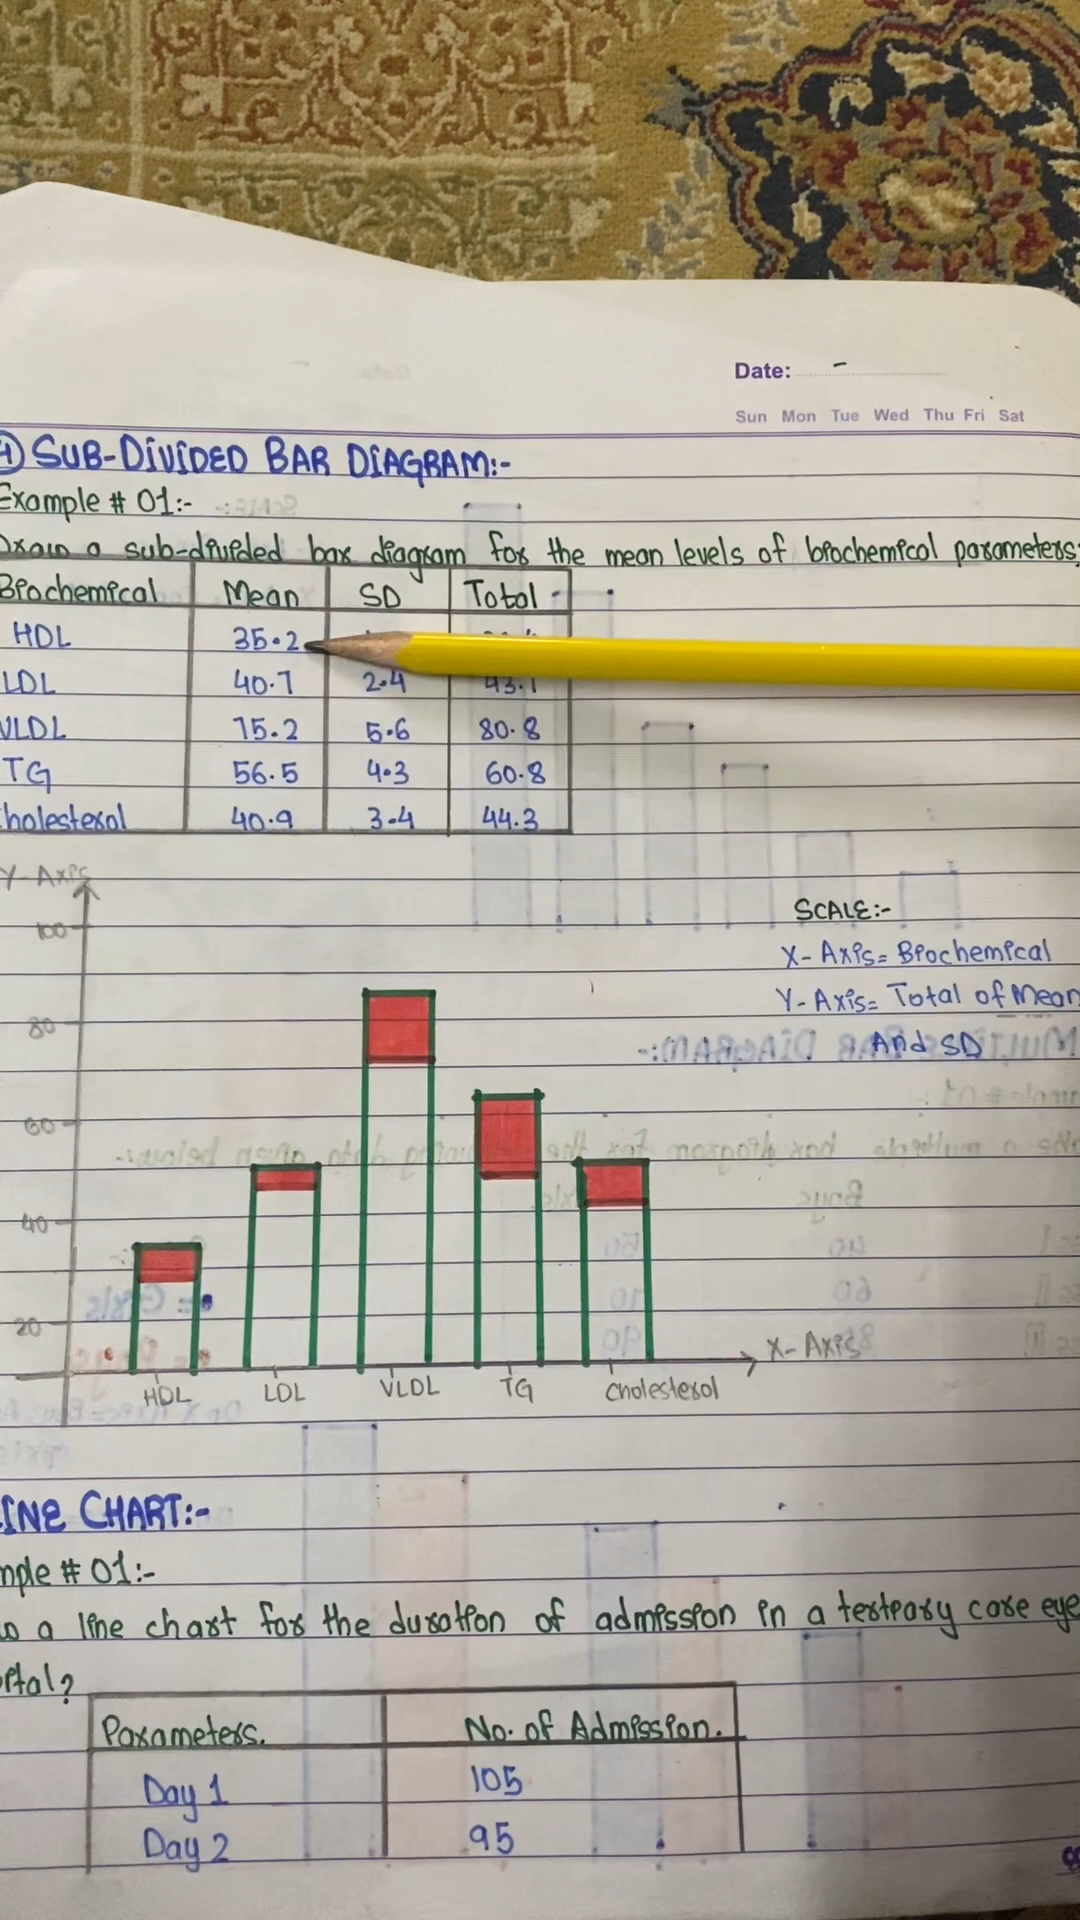 Date:
Sun Mon Tue Wed Thu Fri Sat
SUB-DIVIDED BAR DIAGRAM:-
Example # 01:-
Draw a sub-divided bar diagram for the mean levels of biochemical parameters:
Biochemical Mean SD Total
HDL 35.2
LDL 40.7 2.4 43.1
VLDL 75.2 5.6 80.8
TG 56.5 4.3 60.8
holesterol 40.9 3.4 44.3
Y-Axis
100
80
60
40
20
SCALE:-
X-Axis= Biochemical
Y-Axis= Total of Mean
And SD
X-Axis
HDL LDL VLDL TG Cholesterol
INE CHART:-
mple # 01:-
a line chart for the duration of admission in a terteary care eye
pital?
Parameters. No. of Admission.
Day 1 105
Day 2 95